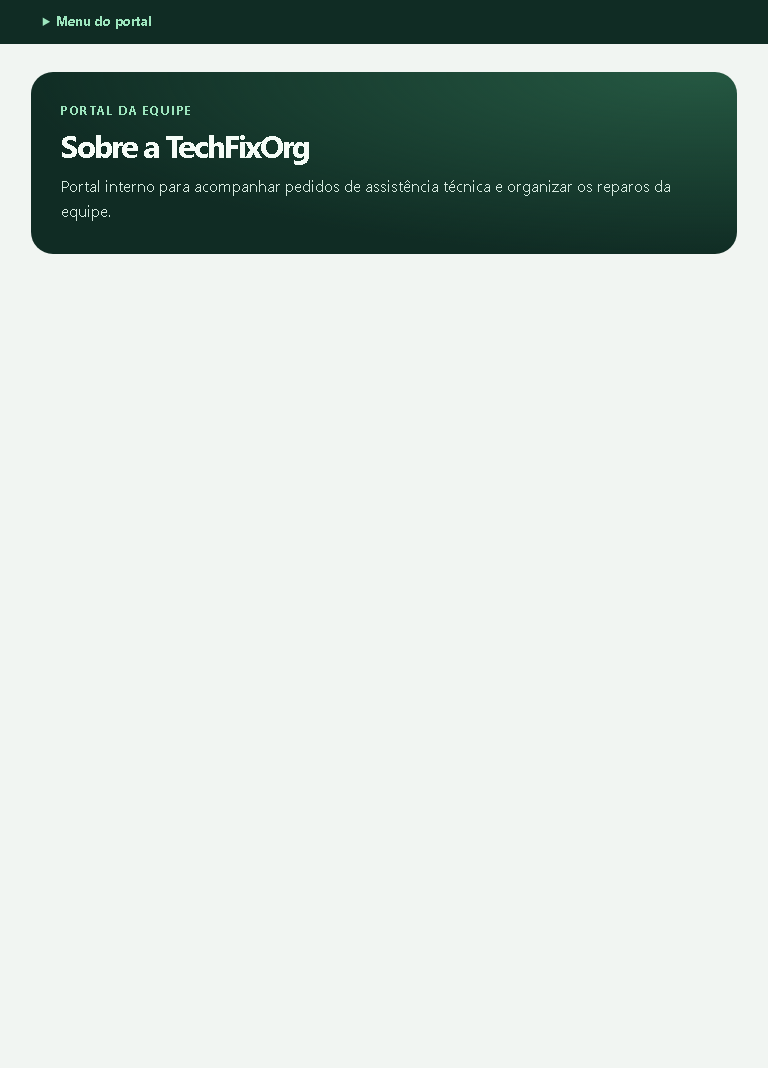 Menu do portal
PORTAL DA EQUIPE
Sobre a TechFixOrg
Portal interno para acompanhar pedidos de assistência técnica e organizar os reparos da
equipe.